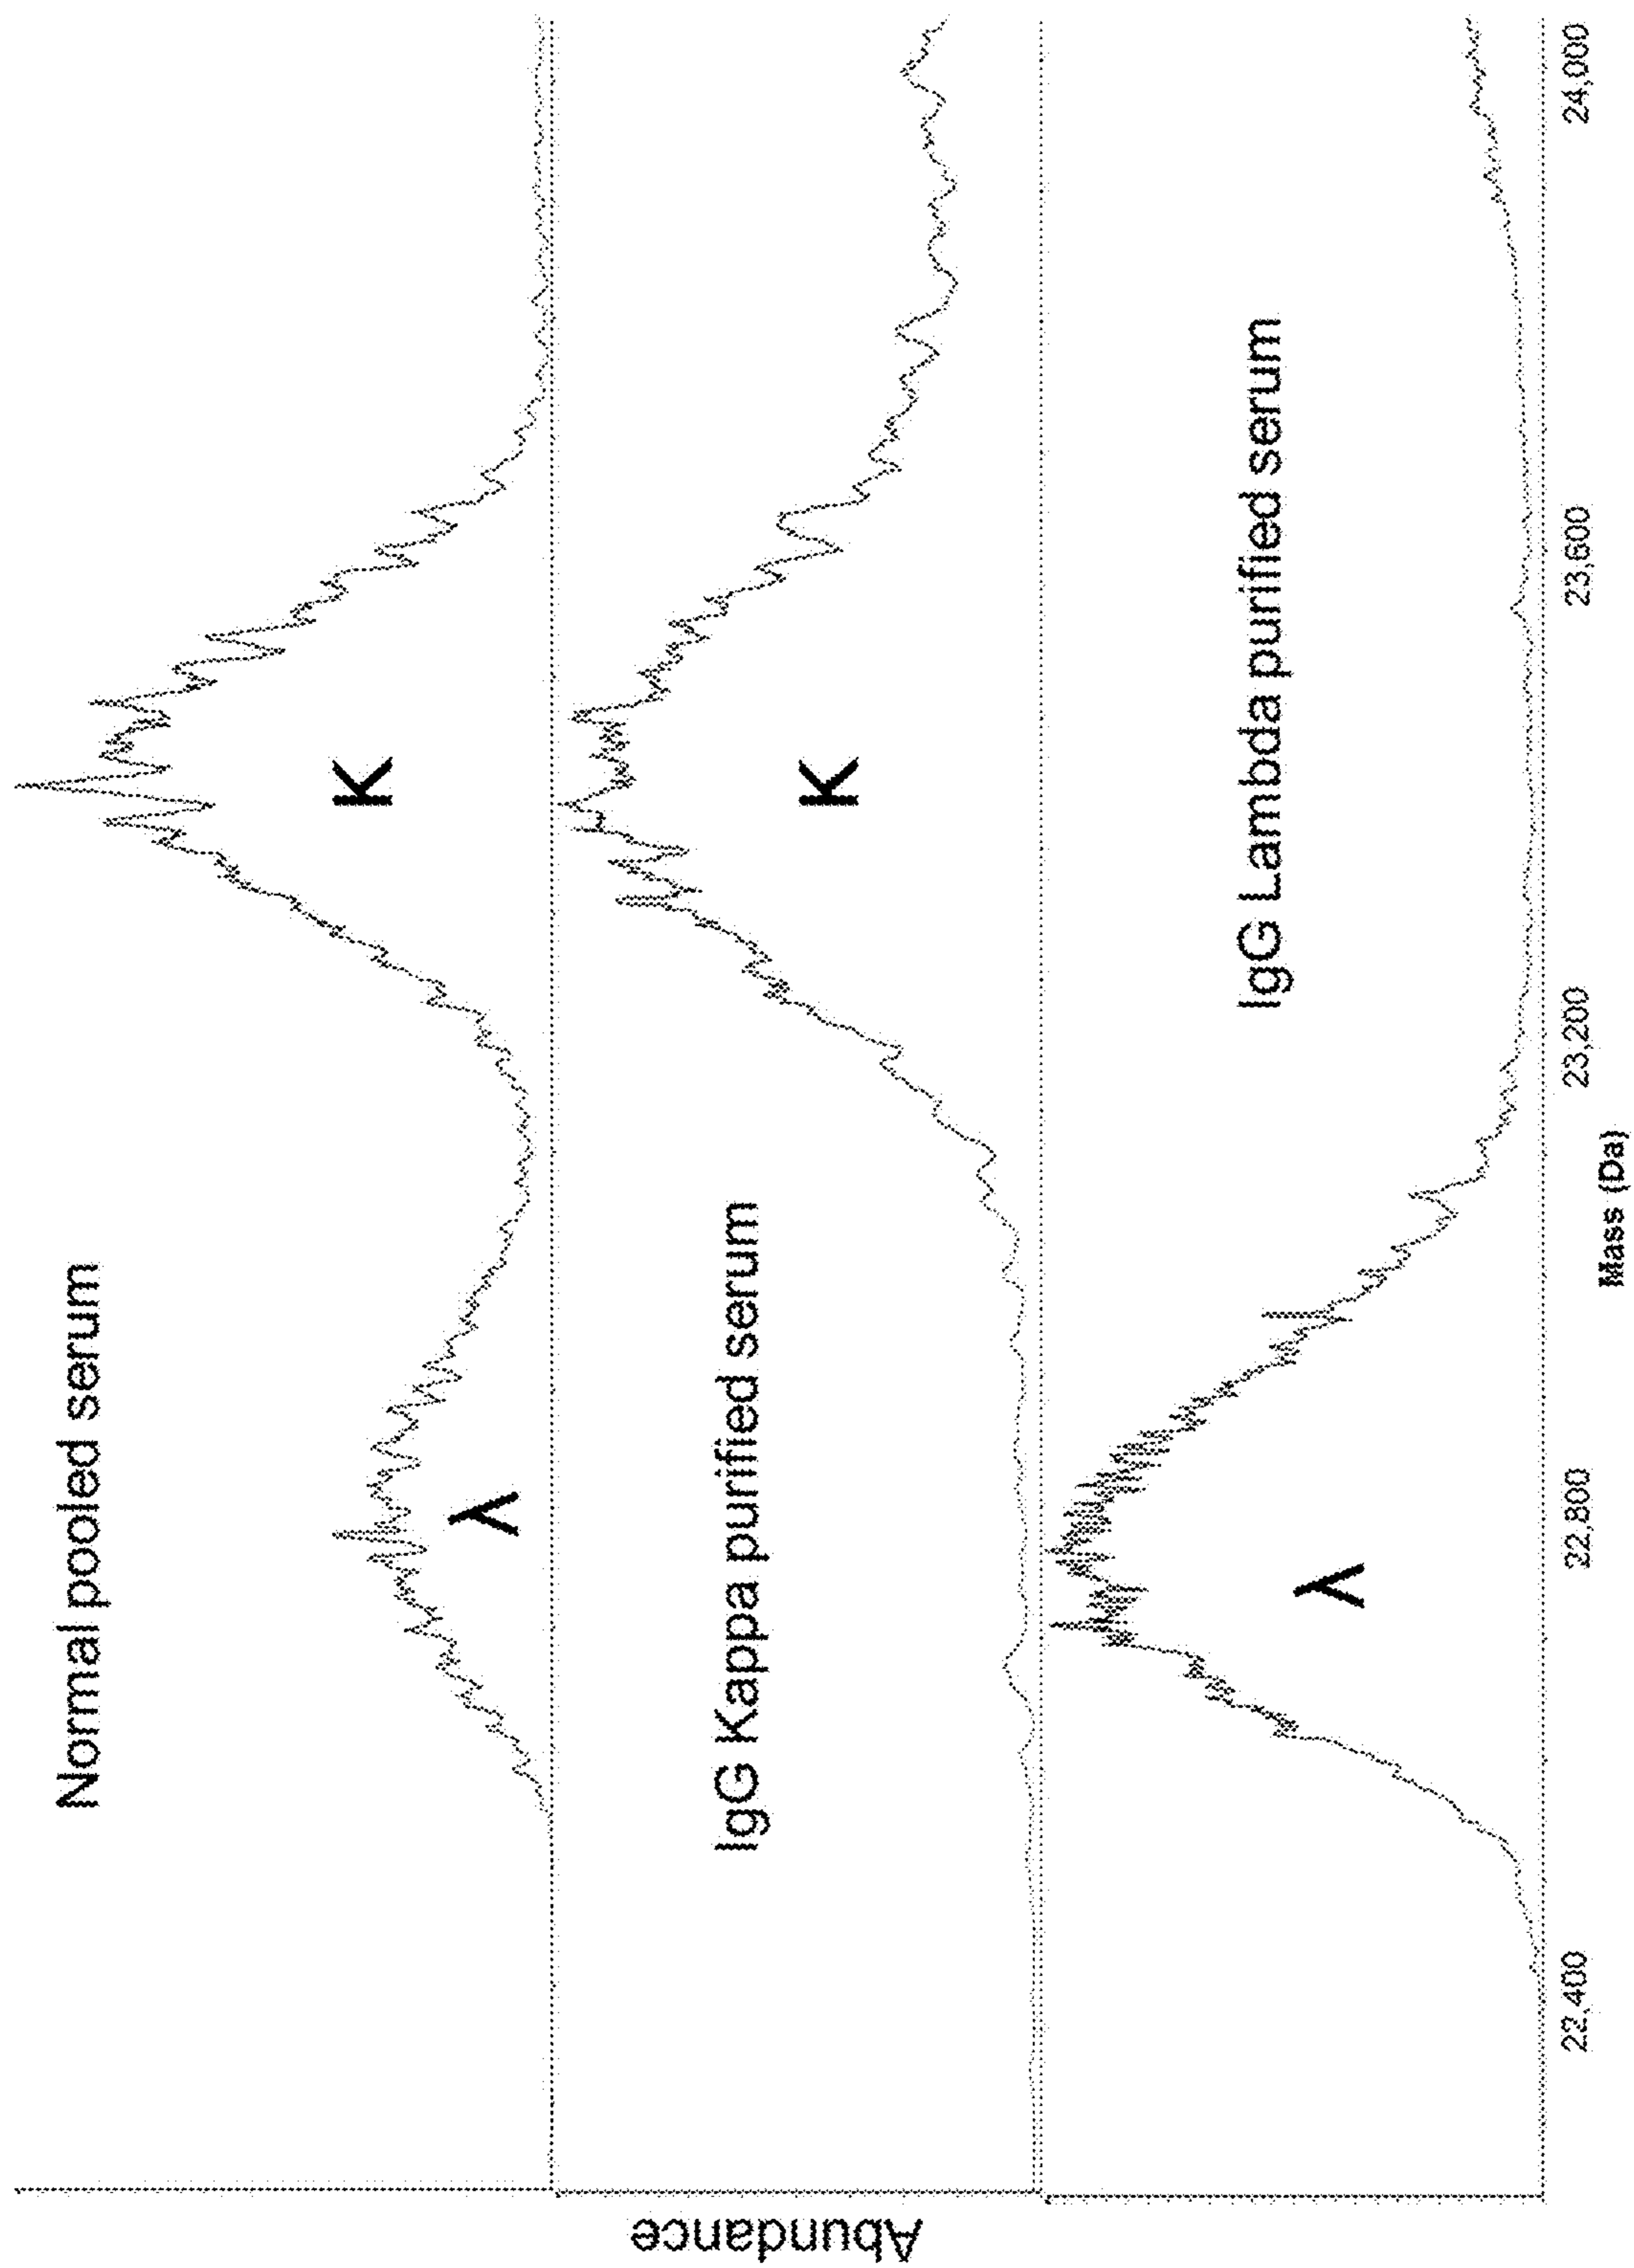 Normal pooled serum
λ
K
IgG Kappa purified serum
K
IgG Lambda purified serum
λ
Abundance
22,400
22,800
23,200
23,600
24,000
Mass (Da)